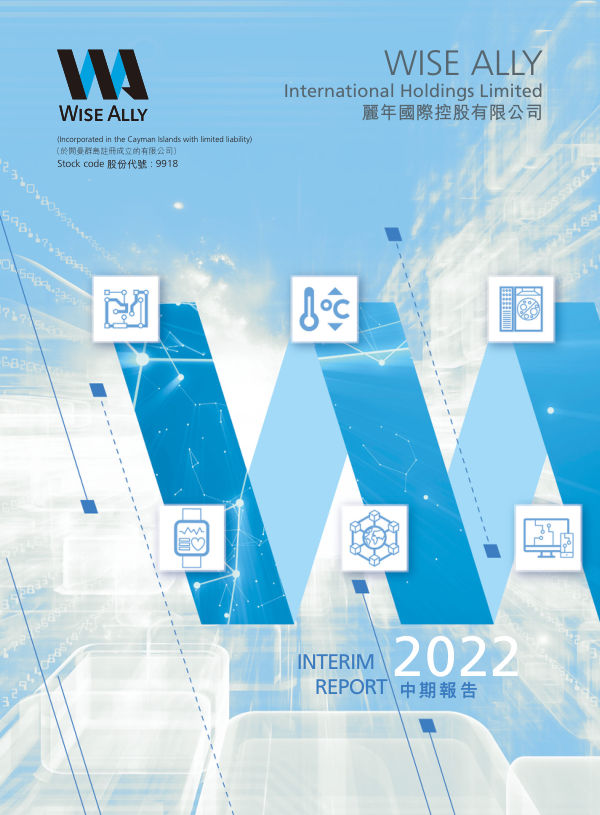 WISE ALLY
WISE ALLY
International Holdings Limited
麗年國際控股有限公司
(Incorporated in the Cayman Islands with limited liability)
(於開曼群島註冊成立的有限公司)
Stock code 股份代號 : 9918
°C
INTERIM
REPORT
2022
中期報告